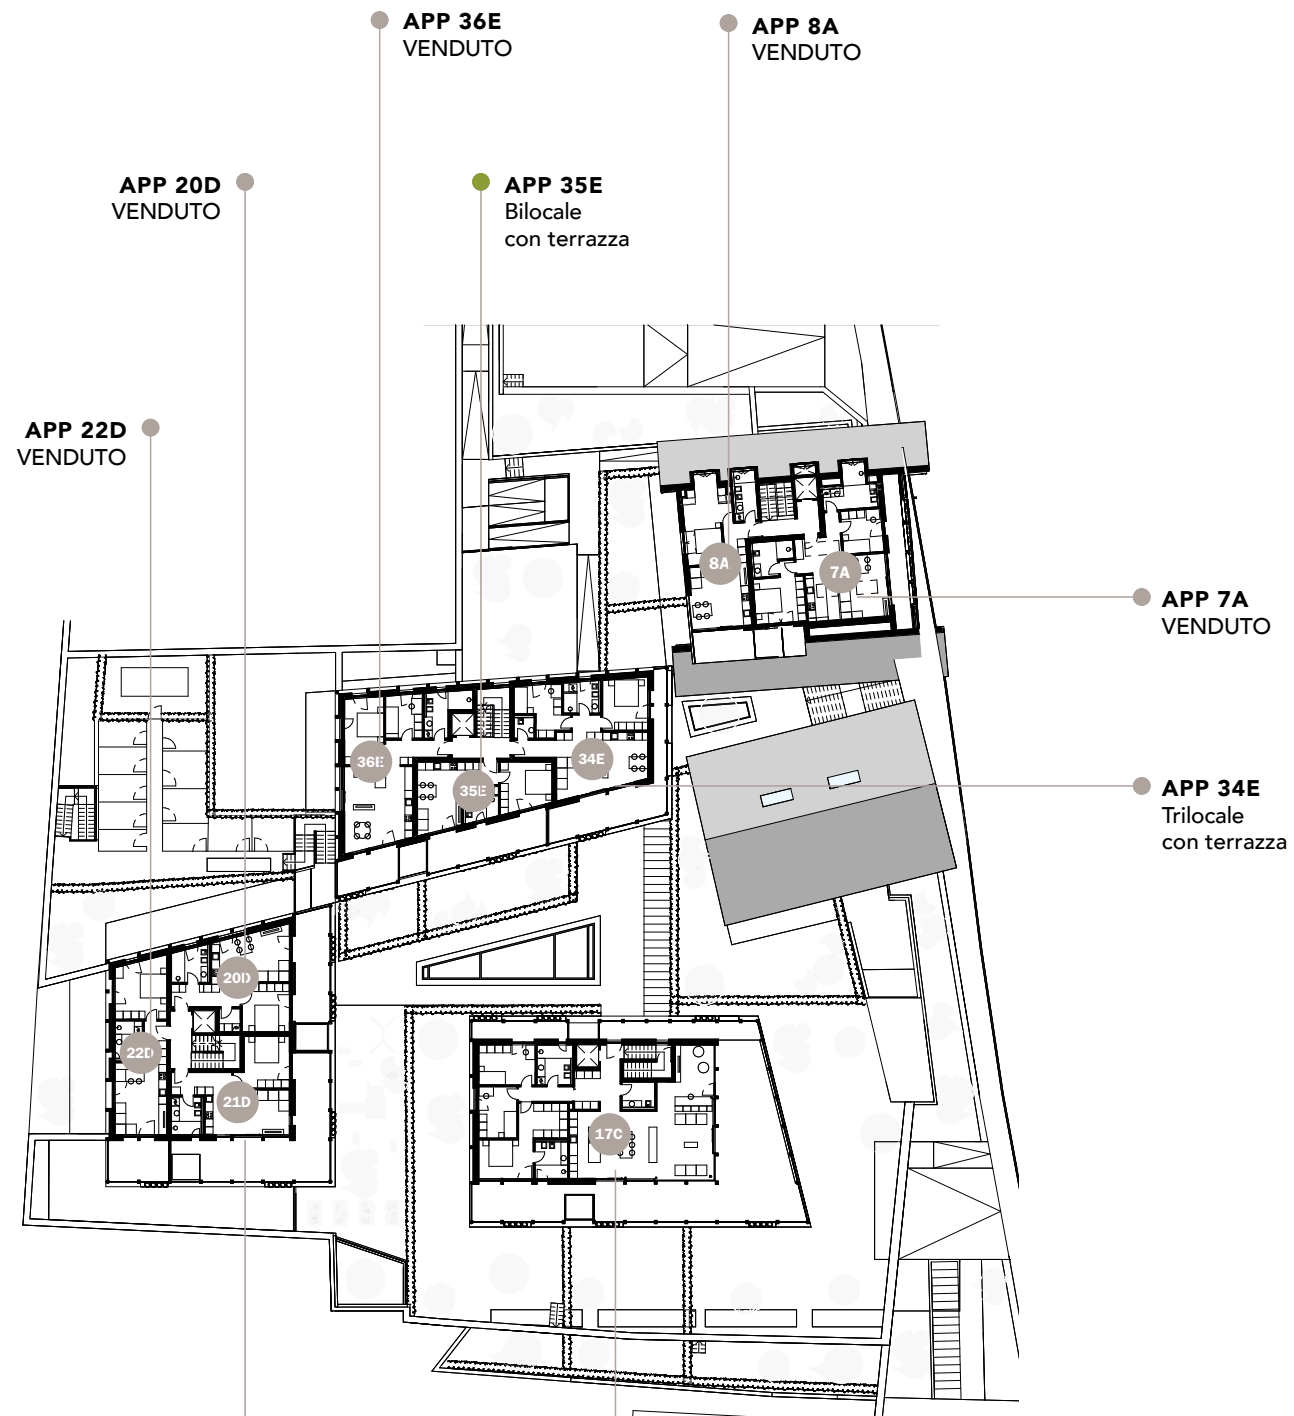 APP 36E
VENDUTO
APP 8A
VENDUTO
APP 20D
VENDUTO
APP 35E
Bilocale
con terrazza
APP 22D
VENDUTO
8A
7A
APP 7A
VENDUTO
36E
34E
35E
APP 34E
Trilocale
con terrazza
20D
22D
21D
17C